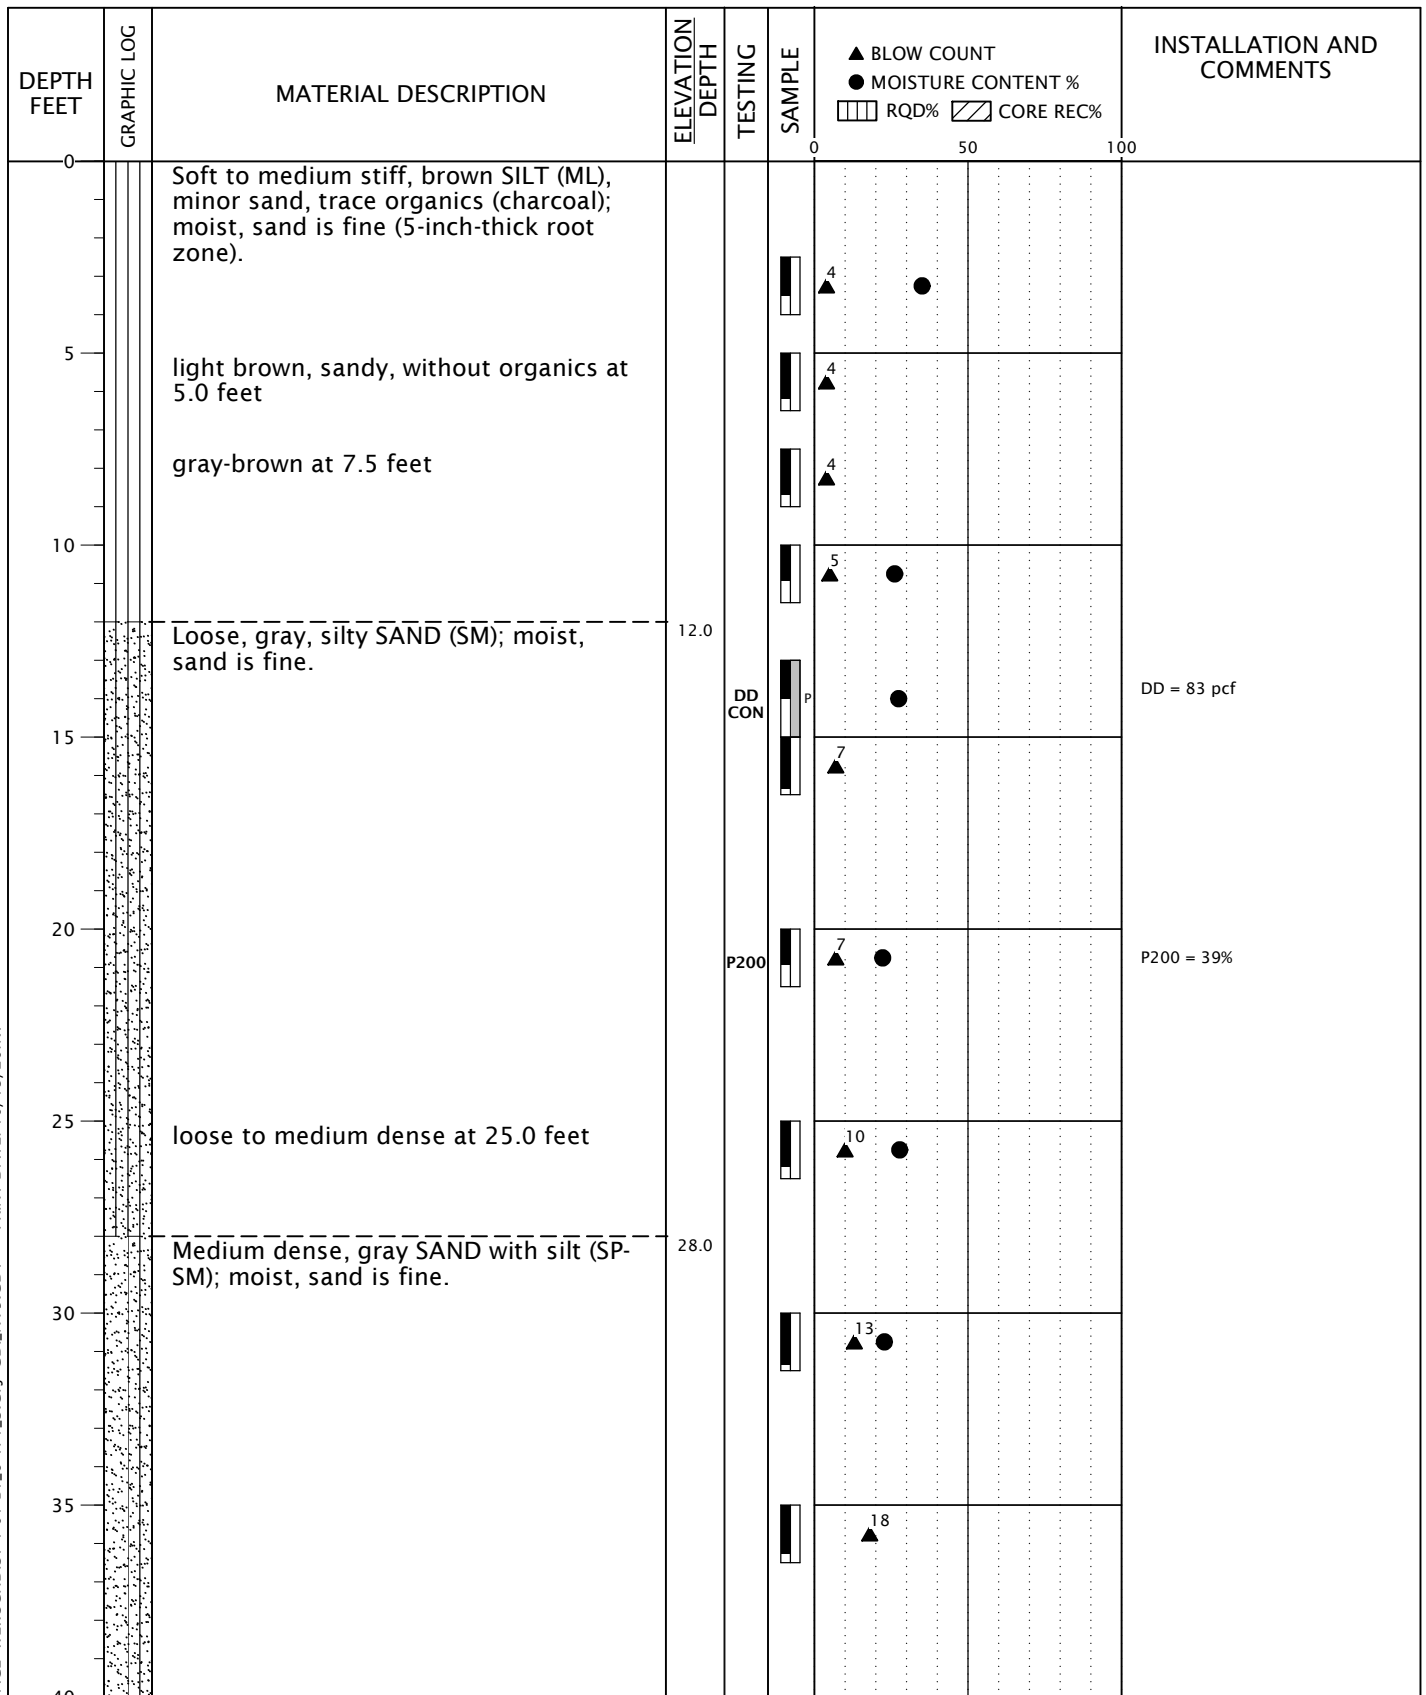 DEPTH
FEET
GRAPHIC LOG
MATERIAL DESCRIPTION
ELEVATION
DEPTH
TESTING
SAMPLE
▲ BLOW COUNT
● MOISTURE CONTENT %
RQD% CORE REC%
0 50 100
INSTALLATION AND
COMMENTS
0
Soft to medium stiff, brown SILT (ML),
minor sand, trace organics (charcoal);
moist, sand is fine (5-inch-thick root
zone).
4
5
light brown, sandy, without organics at
5.0 feet
4
gray-brown at 7.5 feet
4
10
5
Loose, gray, silty SAND (SM); moist,
sand is fine.
12.0
DD
CON
P
DD = 83 pcf
15
7
20
7
P200
P200 = 39%
25
loose to medium dense at 25.0 feet
10
Medium dense, gray SAND with silt (SP-
SM); moist, sand is fine.
28.0
30
13
35
18